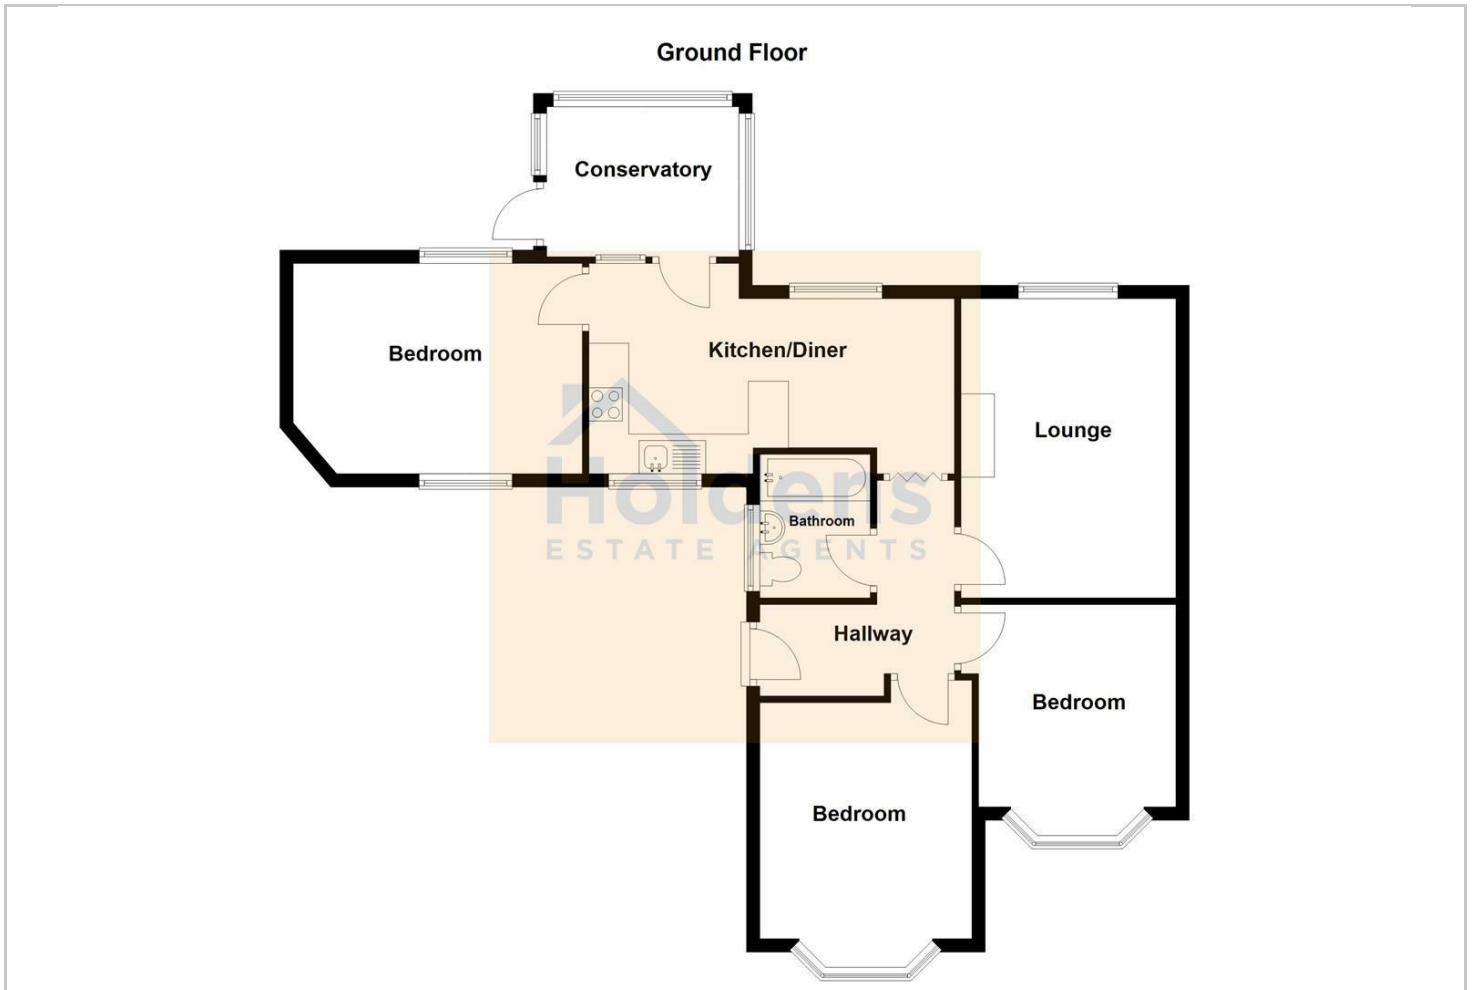 Ground Floor
Conservatory
Bedroom
Kitchen/Diner
Lounge
Holdens
ESTATE AGENTS
Bathroom
Hallway
Bedroom
Bedroom